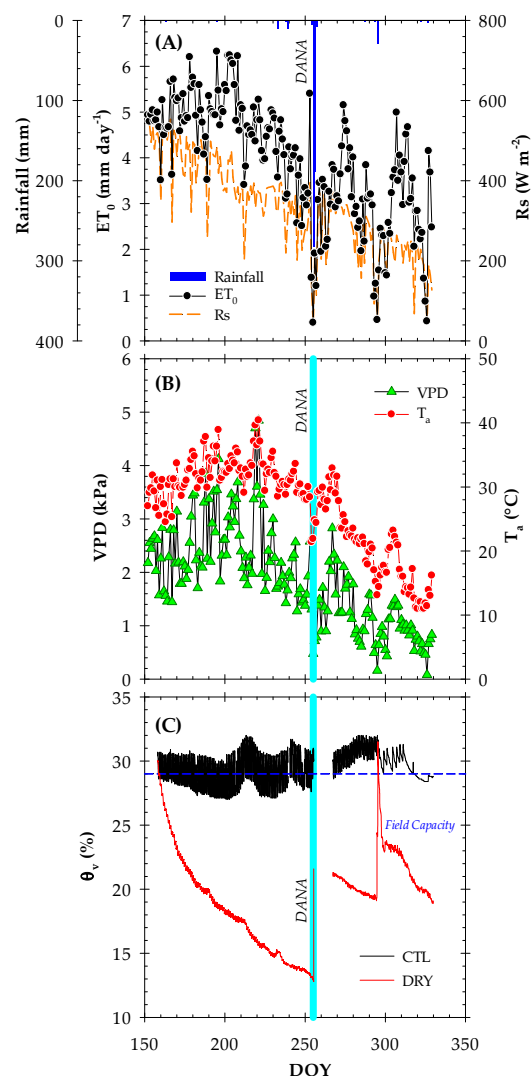 0
100
200
300
400
Rainfall (mm)
7
6
5
4
3
2
1
0
ET0 (mm day-1)
(A)
DANA
Rainfall
ET0
Rs
800
600
400
200
0
Rs (W m-2)
6
5
4
3
2
1
0
VPD (kPa)
(B)
DANA
VPD
Ta
50
40
30
20
10
0
Ta (ºC)
35
30
25
20
15
10
θv (%)
(C)
DANA
Field Capacity
CTL
DRY
150 200 250 300 350
DOY